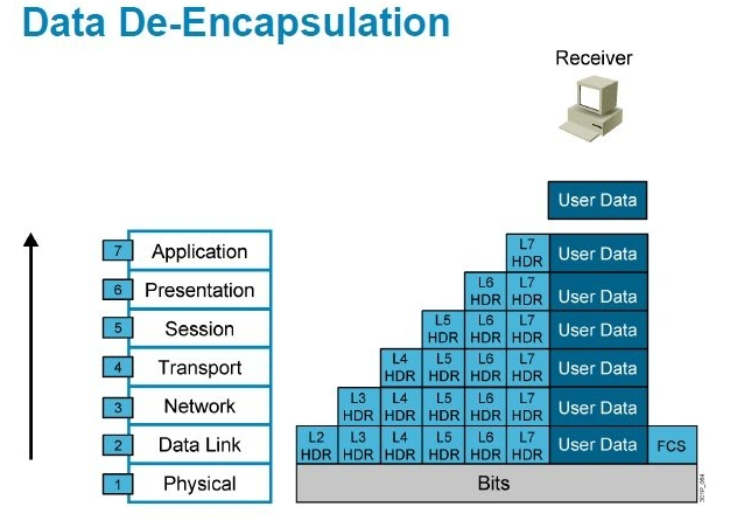 Data De-Encapsulation
Receiver
User Data
7 Application L7 HDR User Data
6 Presentation L6 HDR L7 HDR User Data
5 Session L5 HDR L6 HDR L7 HDR User Data
4 Transport L4 HDR L5 HDR L6 HDR L7 HDR User Data
3 Network L3 HDR L4 HDR L5 HDR L6 HDR L7 HDR User Data
2 Data Link L2 HDR L3 HDR L4 HDR L5 HDR L6 HDR L7 HDR User Data FCS
1 Physical Bits